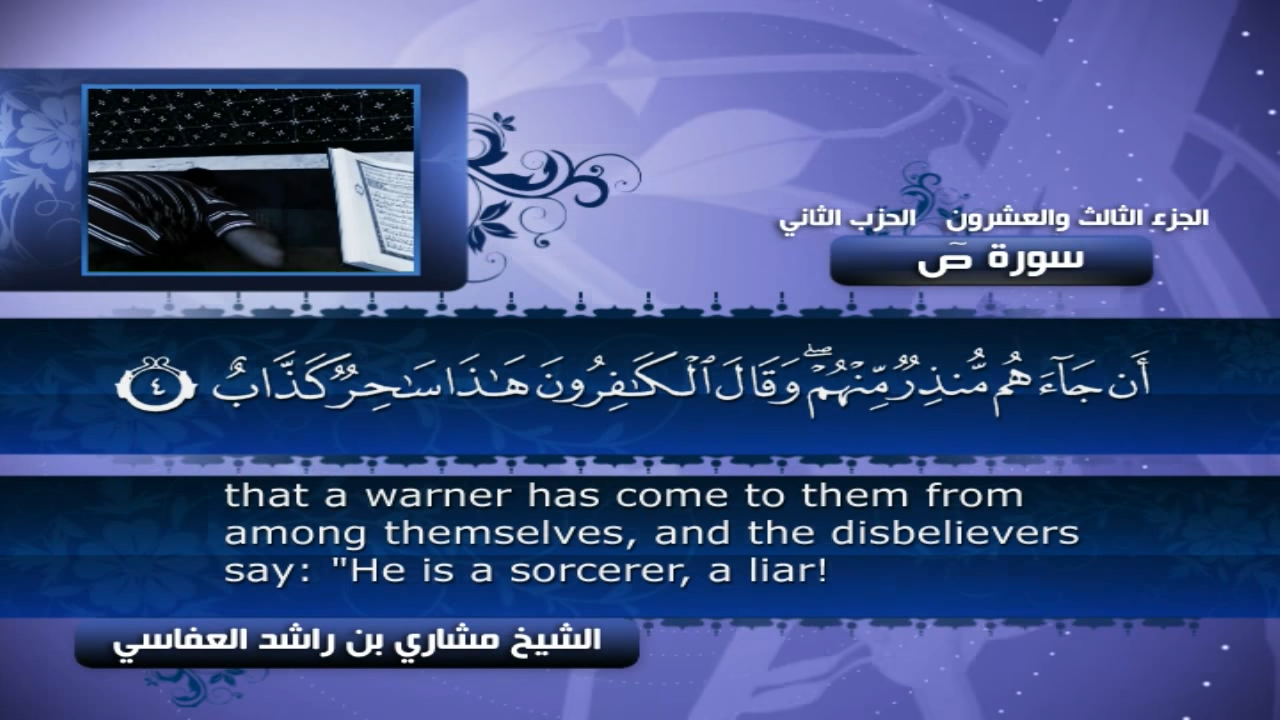 الجزء الثالث والعشرون الحزب الثاني
سورة صٓ
أَن جَآءَهُم مُّنذِرٌ مِّنْهُمْ ۖ وَقَالَ ٱلْكَـٰفِرُونَ هَـٰذَا سَـٰحِرٌ كَذَّابٌ ٤
that a warner has come to them from
among themselves, and the disbelievers
say: "He is a sorcerer, a liar!
الشيخ مشاري بن راشد العفاسي